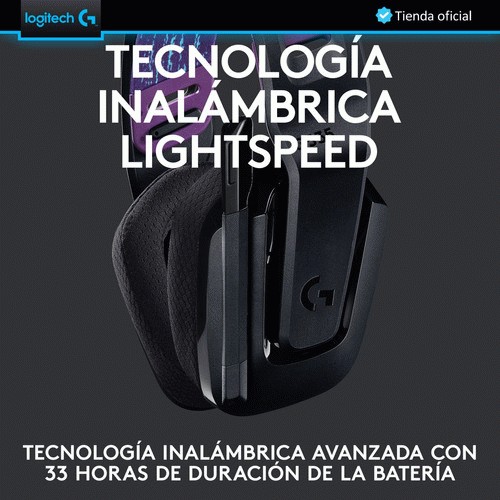 logitech G
Tienda oficial
TECNOLOGÍA
INALÁMBRICA
LIGHTSPEED
G
TECNOLOGÍA INALÁMBRICA AVANZADA CON
33 HORAS DE DURACIÓN DE LA BATERÍA